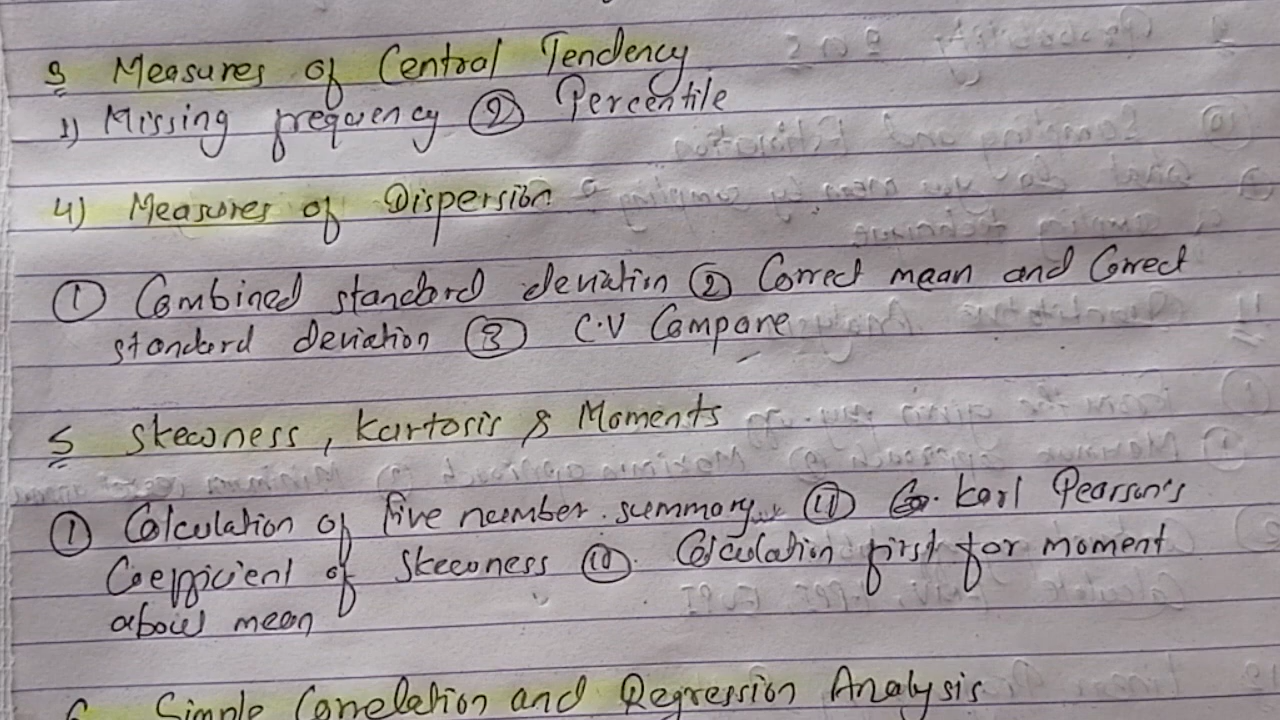 3 Measures of Central Tendency
1) Missing frequency ② Percentile
4) Measures of Dispersion
① Combined standard deviation ② Correct mean and Correct
standard deviation ③ C.V Compare
5 Skewness, kurtosis & Moments
① Calculation of five number summary ⑪ Karl Pearson's
Coefficient of Skewness ⑩ Calculation first for moment
about mean
6 Simple Correlation and Regression Analysis